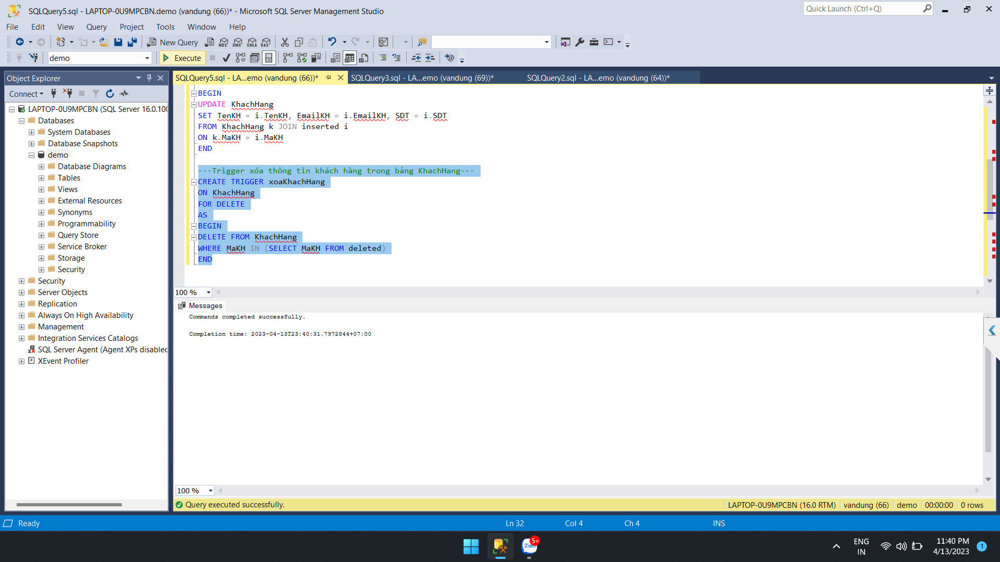 SQLQuery5.sql - LAPTOP-0U9MPCBN.demo (vandung (66))* - Microsoft SQL Server Management Studio
Quick Launch (Ctrl+Q)
File Edit View Query Project Tools Window Help
New Query
MDX DMX XMLA DAX
demo
Execute
Object Explorer
SQLQuery5.sql - LA...emo (vandung (66))*
SQLQuery3.sql - LA...emo (vandung (69))*
SQLQuery2.sql - LA...emo (vandung (64))*
Connect
LAPTOP-0U9MPCBN (SQL Server 16.0.100
Databases
System Databases
Database Snapshots
demo
Database Diagrams
Tables
Views
External Resources
Synonyms
Programmability
Query Store
Service Broker
Storage
Security
Security
Server Objects
Replication
Always On High Availability
Management
Integration Services Catalogs
SQL Server Agent (Agent XPs disabled
XEvent Profiler
BEGIN
UPDATE KhachHang
SET TenKH = i.TenKH, EmailKH = i.EmailKH, SDT = i.SDT
FROM KhachHang k JOIN inserted i
ON k.MaKH = i.MaKH
END
---Trigger xóa thông tin khách hàng trong bảng KhachHang---
CREATE TRIGGER xoaKhachHang
ON KhachHang
FOR DELETE
AS
BEGIN
DELETE FROM KhachHang
WHERE MaKH IN (SELECT MaKH FROM deleted)
END
100 %
Messages
Commands completed successfully.
Completion time: 2023-04-13T23:40:31.7972844+07:00
100 %
Query executed successfully.
LAPTOP-0U9MPCBN (16.0 RTM) vandung (66) demo 00:00:00 0 rows
Ready
Ln 32 Col 4 Ch 4 INS
Zalo
5+
ENG
IN
11:40 PM
4/13/2023
1